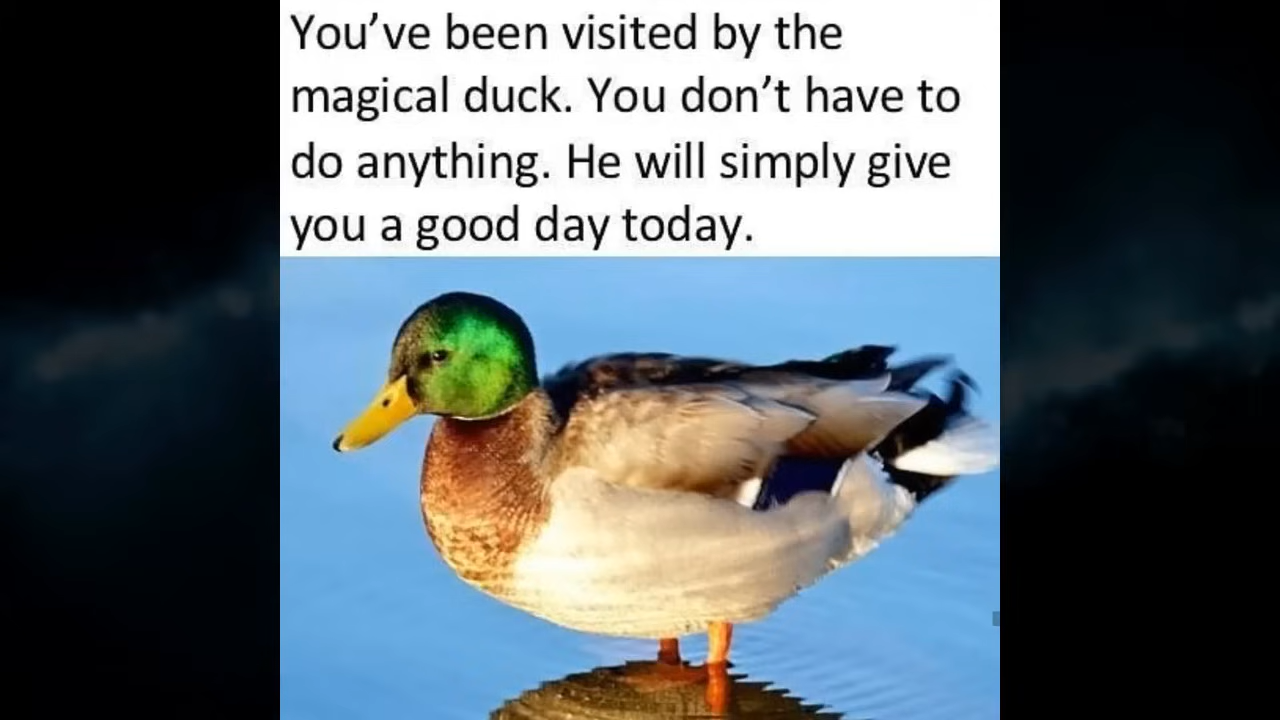 You’ve been visited by the
magical duck. You don’t have to
do anything. He will simply give
you a good day today.